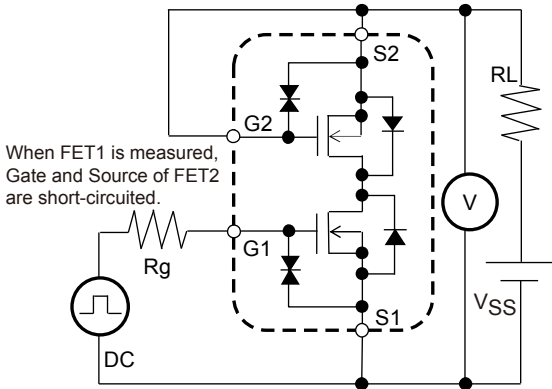 S2
RL
G2
When FET1 is measured,
Gate and Source of FET2
are short-circuited.
V
G1
Rg
VSS
S1
DC